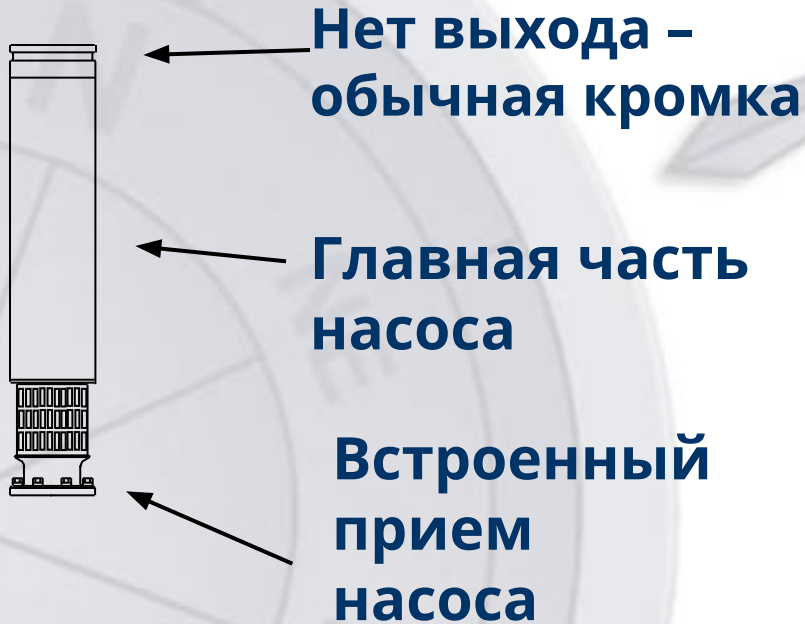 Нет выхода –
обычная кромка
Главная часть
насоса
Встроенный
прием
насоса